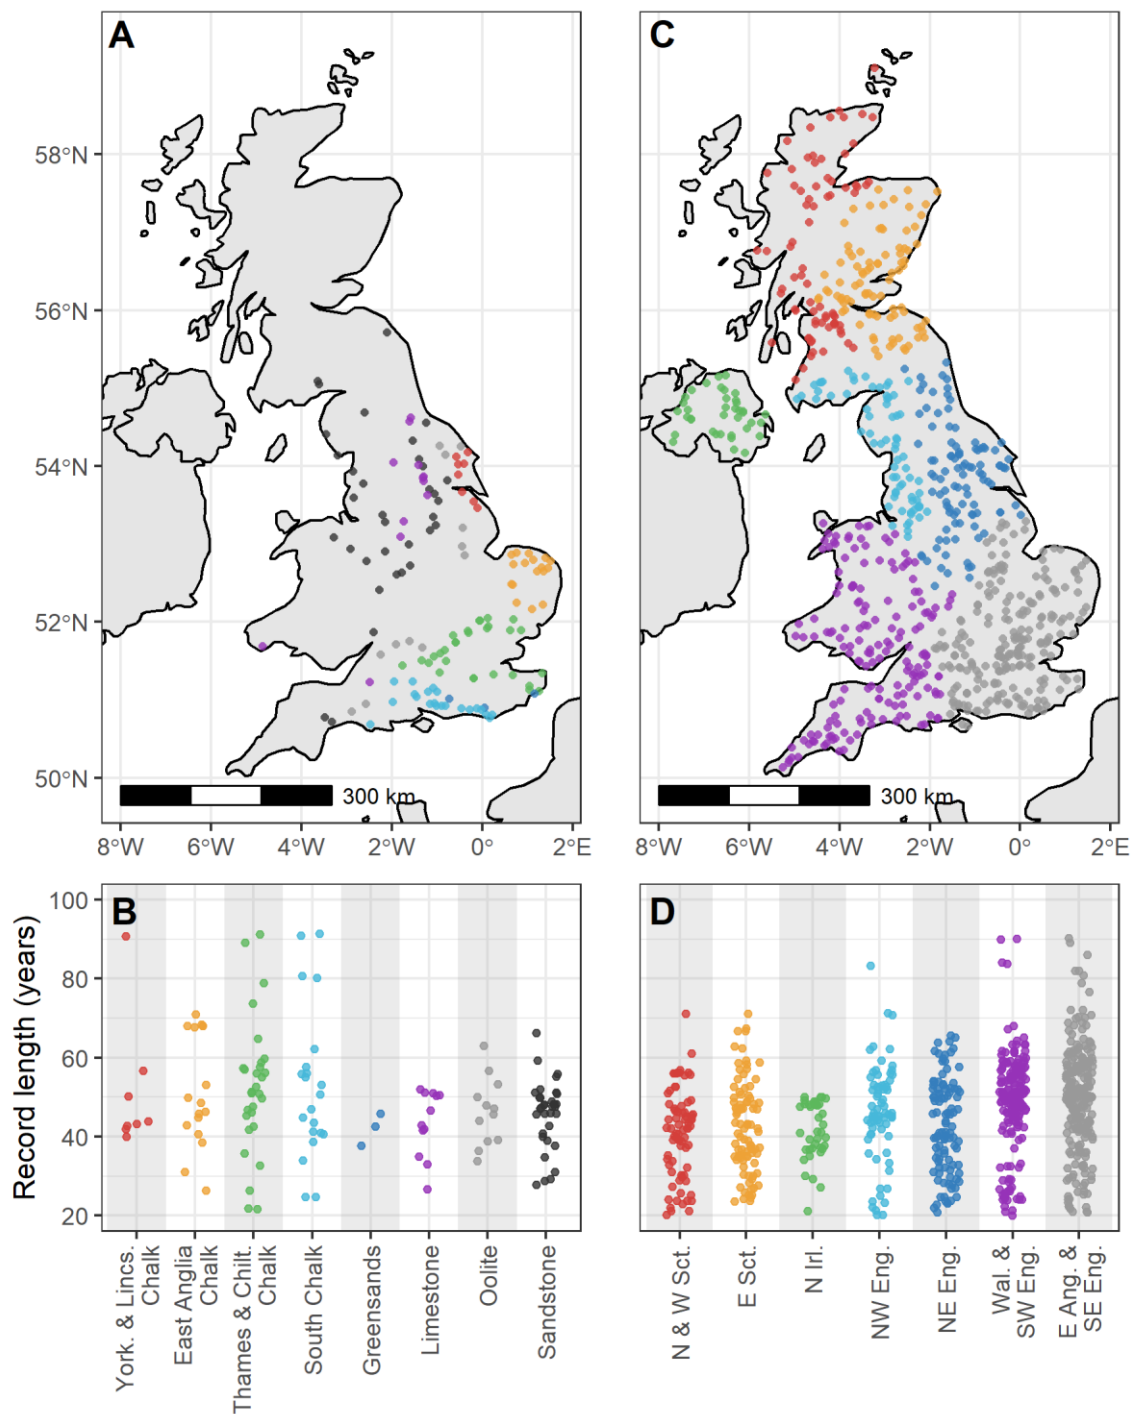 A
C
58°N
56°N
54°N
52°N
50°N
300 km
300 km
8°W 6°W 4°W 2°W 0° 2°E
8°W 6°W 4°W 2°W 0° 2°E
B
D
Record length (years)
100
80
60
40
20
York. & Lincs.
Chalk
East Anglia
Chalk
Thames & Chilt.
Chalk
South Chalk
Greensands
Limestone
Oolite
Sandstone
N & W Sct.
E Sct.
N Irl.
NW Eng.
NE Eng.
Wal. &
SW Eng.
E Ang. &
SE Eng.